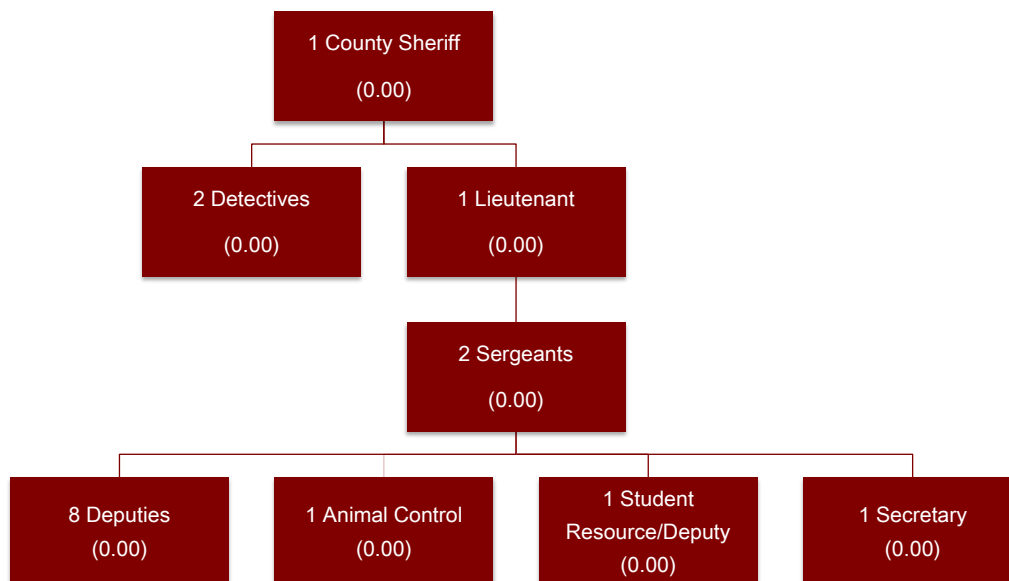 1 County Sheriff
(0.00)
2 Detectives
(0.00)
1 Lieutenant
(0.00)
2 Sergeants
(0.00)
8 Deputies
(0.00)
1 Animal Control
(0.00)
1 Student
Resource/Deputy
(0.00)
1 Secretary
(0.00)